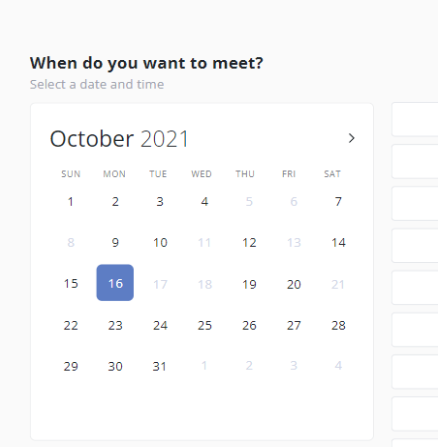 When do you want to meet?
Select a date and time
October 2021
SUN MON TUE WED THU FRI SAT
1 2 3 4 5 6 7
8 9 10 11 12 13 14
15 16 17 18 19 20 21
22 23 24 25 26 27 28
29 30 31 1 2 3 4